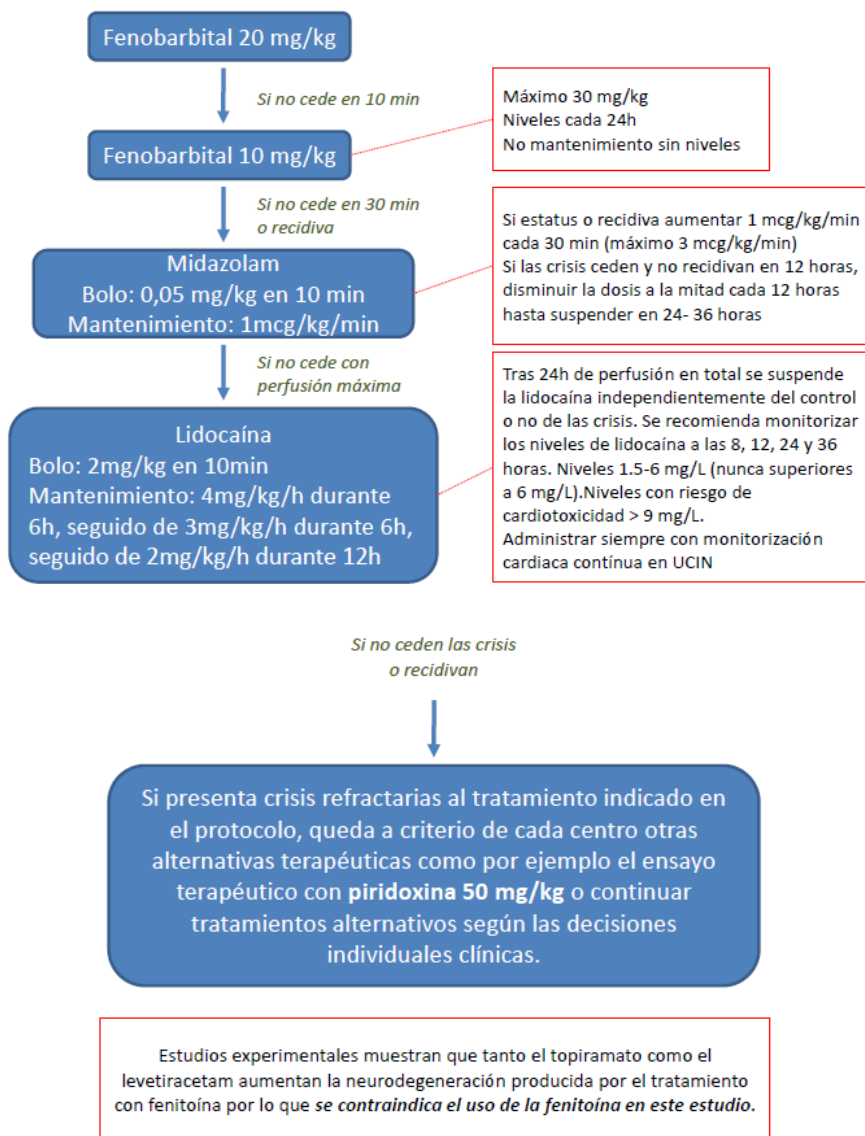 Fenobarbital 20 mg/kg
Si no cede en 10 min
Fenobarbital 10 mg/kg
Máximo 30 mg/kg
Niveles cada 24h
No mantenimiento sin niveles
Si no cede en 30 min
o recidiva
Midazolam
Bolo: 0,05 mg/kg en 10 min
Mantenimiento: 1mcg/kg/min
Si estatus o recidiva aumentar 1 mcg/kg/min
cada 30 min (máximo 3 mcg/kg/min)
Si las crisis ceden y no recidivan en 12 horas,
disminuir la dosis a la mitad cada 12 horas
hasta suspender en 24- 36 horas
Si no cede con
perfusión máxima
Lidocaína
Bolo: 2mg/kg en 10min
Mantenimiento: 4mg/kg/h durante
6h, seguido de 3mg/kg/h durante 6h,
seguido de 2mg/kg/h durante 12h
Tras 24h de perfusión en total se suspende
la lidocaína independientemente del control
o no de las crisis. Se recomienda monitorizar
los niveles de lidocaína a las 8, 12, 24 y 36
horas. Niveles 1.5-6 mg/L (nunca superiores
a 6 mg/L).Niveles con riesgo de
cardiotoxicidad > 9 mg/L.
Administrar siempre con monitorización
cardiaca contínua en UCIN
Si no ceden las crisis
o recidivan
Si presenta crisis refractarias al tratamiento indicado en
el protocolo, queda a criterio de cada centro otras
alternativas terapéuticas como por ejemplo el ensayo
terapéutico con piridoxina 50 mg/kg o continuar
tratamientos alternativos según las decisiones
individuales clínicas.
Estudios experimentales muestran que tanto el topiramato como el
levetiracetam aumentan la neurodegeneración producida por el tratamiento
con fenitoína por lo que se contraindica el uso de la fenitoína en este estudio.